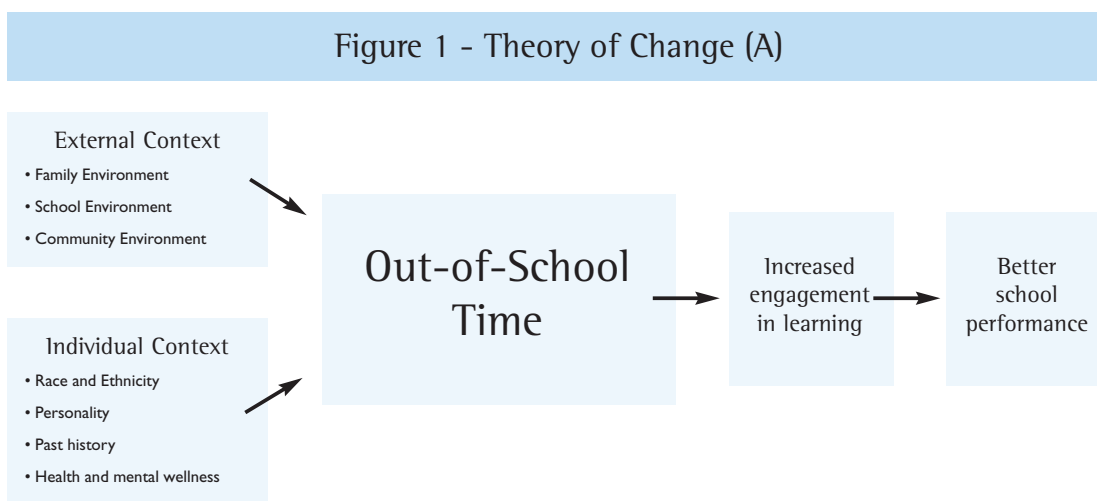 Figure 1 - Theory of Change (A)
External Context
• Family Environment
• School Environment
• Community Environment
Individual Context
• Race and Ethnicity
• Personality
• Past history
• Health and mental wellness
Out-of-School
Time
Increased
engagement
in learning
Better
school
performance